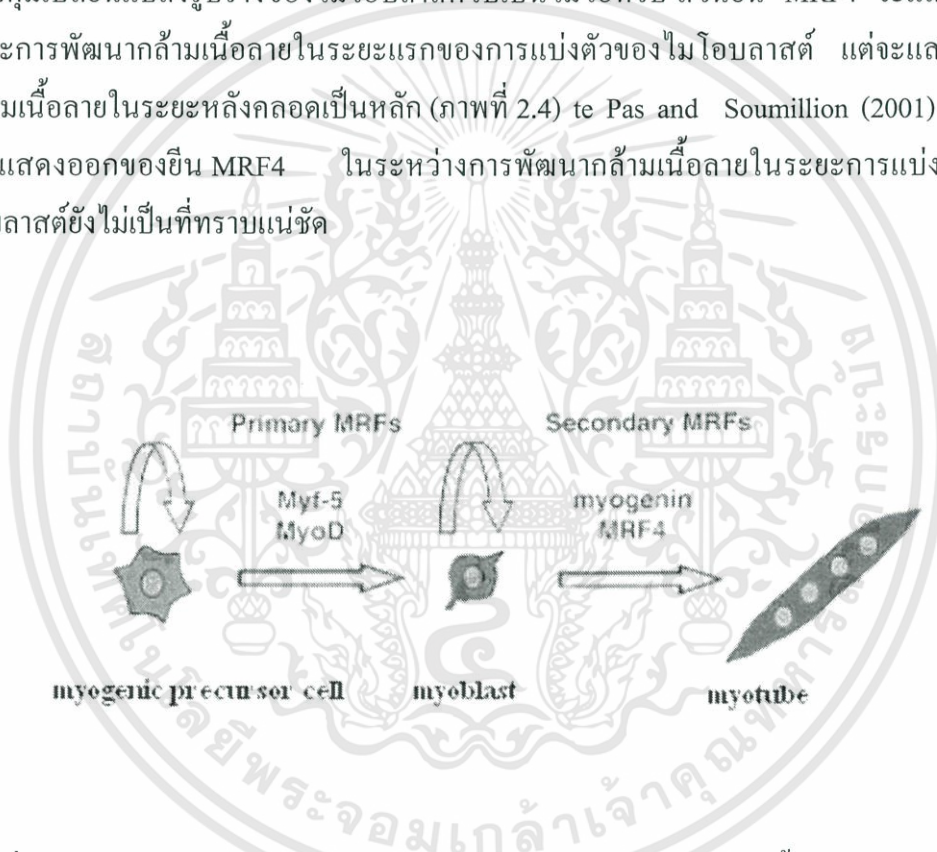 ะการพัฒนากล้ามเนื้อลายในระยะแรกของการแบ่งตัวของไมโอบลาสต์ แต่จะแส
มเนื้อลายในระยะหลังคลอดเป็นหลัก (ภาพที่ 2.4) te Pas and Soumillion (2001)
แสดงออกของยีน MRF4 ในระหว่างการพัฒนากล้ามเนื้อลายในระยะการแบ่ง
ลาสต์ยังไม่เป็นที่ทราบแน่ชัด
Primary MRFs Secondary MRFs
Myf-5 myogenin
MyoD MRF4
myogenic precursor cell myoblast myotube